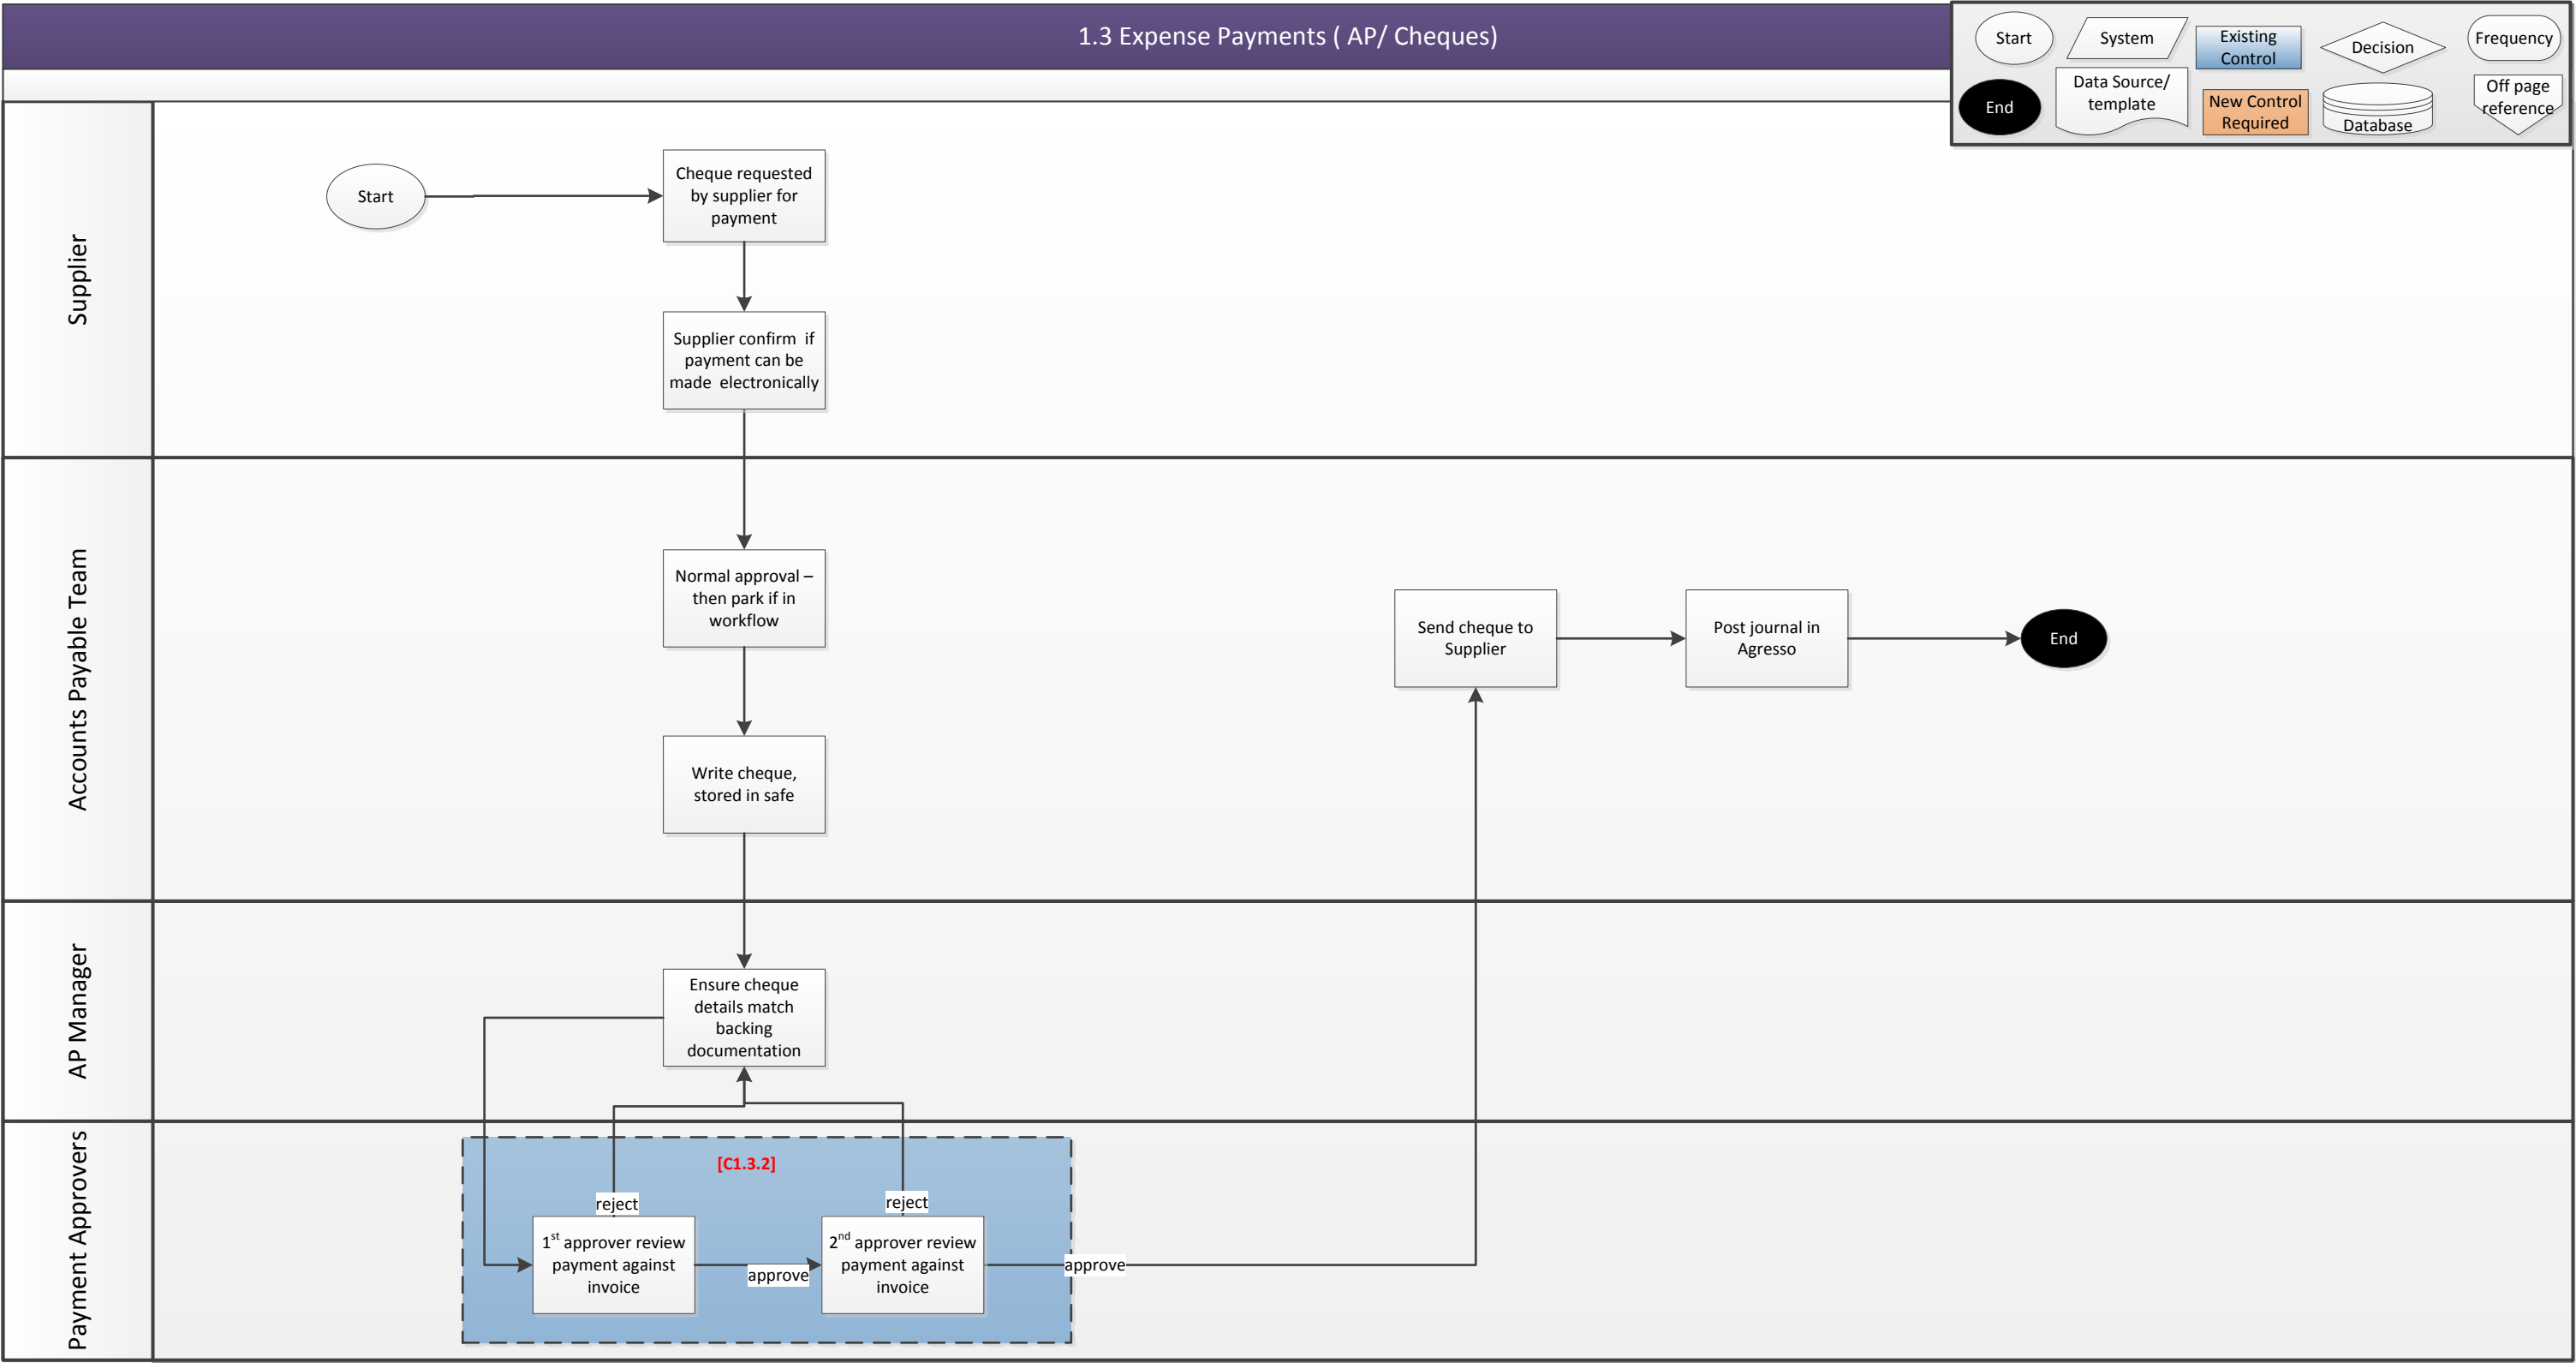 1.3 Expense Payments ( AP/ Cheques)
Start
System
Existing
Control
Decision
Frequency
End
Data Source/
template
New Control
Required
Database
Off page
reference
Supplier
Start
Cheque requested
by supplier for
payment
Supplier confirm if
payment can be
made electronically
Accounts Payable Team
Normal approval –
then park if in
workflow
Write cheque,
stored in safe
Send cheque to
Supplier
Post journal in
Agresso
End
AP Manager
Ensure cheque
details match
backing
documentation
Payment Approvers
[C1.3.2]
reject
reject
1st approver review
payment against
invoice
approve
2nd approver review
payment against
invoice
approve